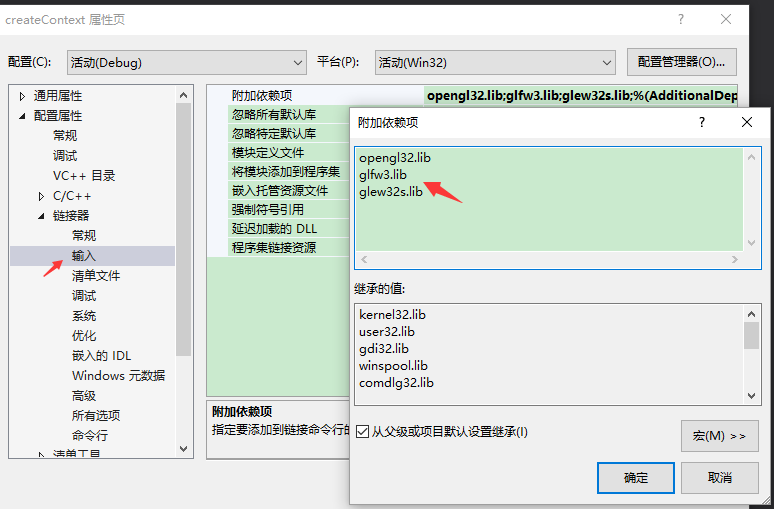 createContext 属性页
?
配置(C):
活动(Debug)
平台(P):
活动(Win32)
配置管理器(O)...
通用属性
配置属性
常规
调试
VC++ 目录
C/C++
链接器
常规
输入
清单文件
调试
系统
优化
嵌入的 IDL
Windows 元数据
高级
所有选项
命令行
清单工具
附加依赖项
opengl32.lib;glfw3.lib;glew32s.lib;%(AdditionalDep
忽略所有默认库
忽略特定默认库
模块定义文件
将模块添加到程序集
嵌入托管资源文件
强制符号引用
延迟加载的 DLL
程序集链接资源
附加依赖项
指定要添加到链接命令行的
附加依赖项
?
opengl32.lib
glfw3.lib
glew32s.lib
继承的值:
kernel32.lib
user32.lib
gdi32.lib
winspool.lib
comdlg32.lib
从父级或项目默认设置继承(I)
宏(M) >>
确定
取消